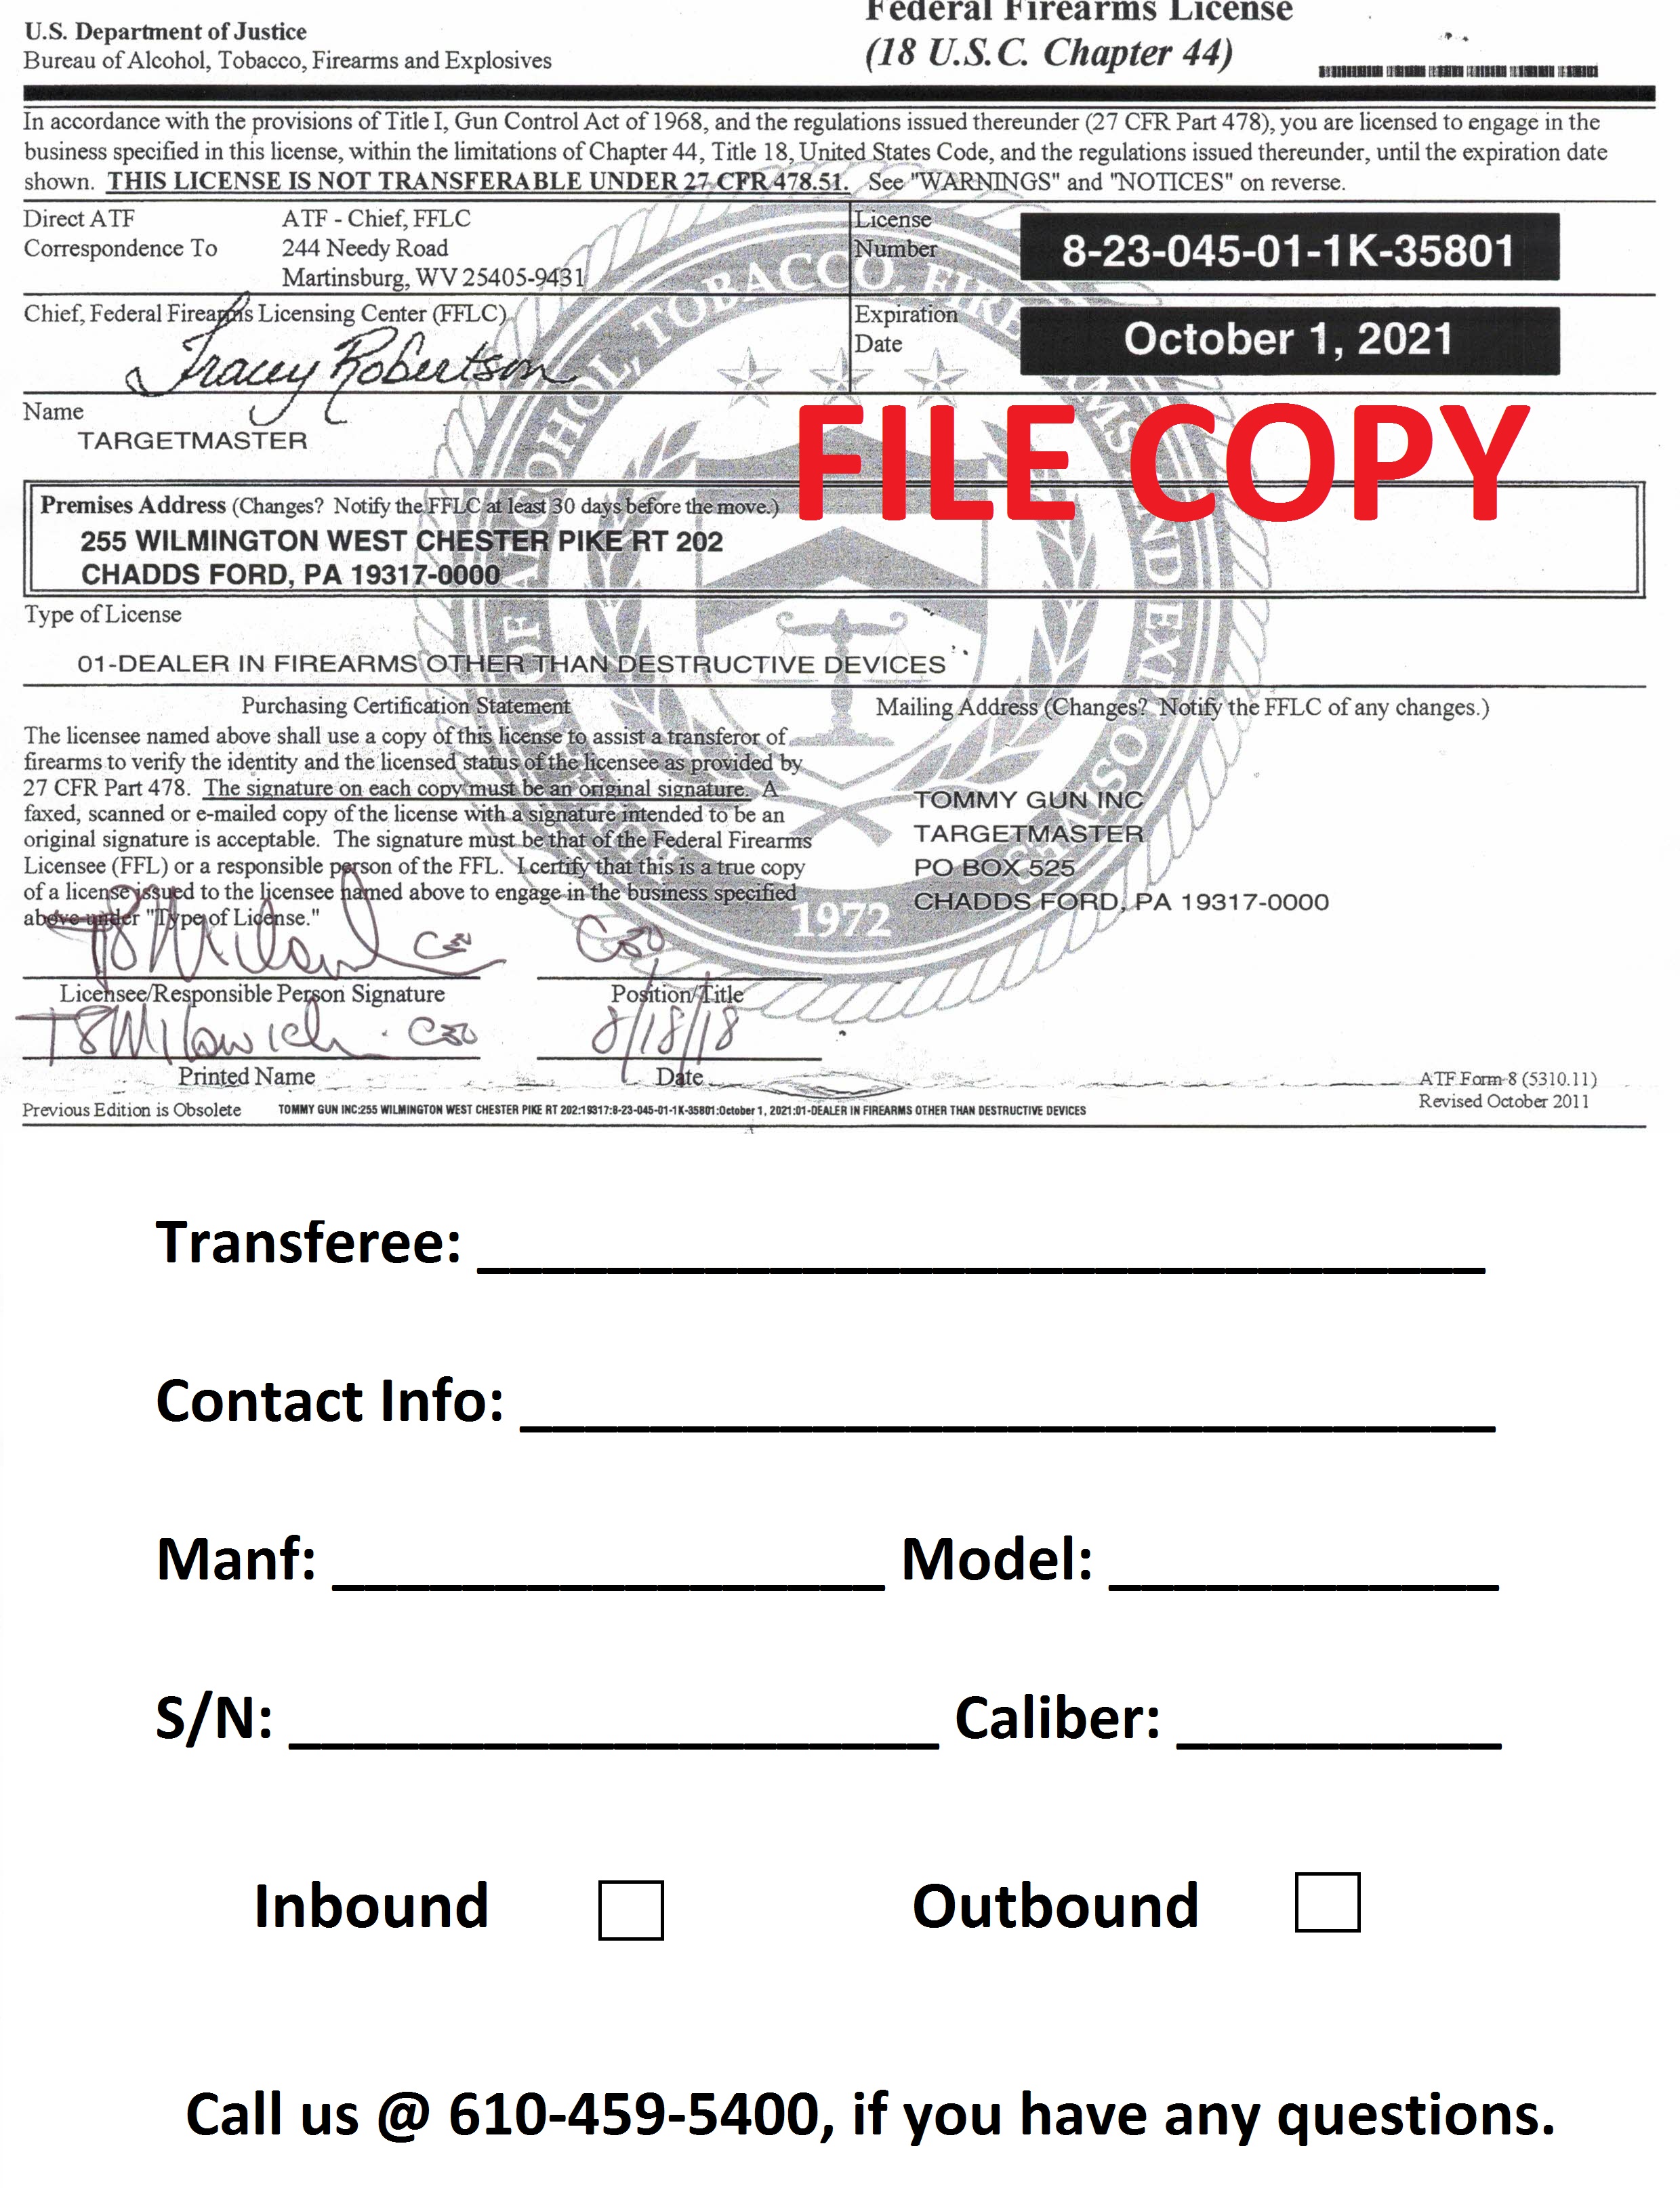 Federal Firearms License
U.S. Department of Justice
(18 U.S.C. Chapter 44)
Bureau of Alcohol, Tobacco, Firearms and Explosives
In accordance with the provisions of Title I, Gun Control Act of 1968, and the regulations issued thereunder (27 CFR Part 478), you are licensed to engage in the
business specified in this license, within the limitations of Chapter 44, Title 18, United States Code, and the regulations issued thereunder, until the expiration date
shown. THIS LICENSE IS NOT TRANSFERABLE UNDER 27 CFR 478.51. See "WARNINGS" and "NOTICES" on reverse.
Direct ATF
Correspondence To
ATF - Chief, FFLC
244 Needy Road
Martinsburg, WV 25405-9431
License
Number
8-23-045-01-1K-35801
Chief, Federal Firearms Licensing Center (FFLC)
Tracey Robertson
Expiration
Date
October 1, 2021
Name
TARGETMASTER
FILE COPY
Premises Address (Changes? Notify the FFLC at least 30 days before the move.)
255 WILMINGTON WEST CHESTER PIKE RT 202
CHADDS FORD, PA 19317-0000
Type of License
01-DEALER IN FIREARMS OTHER THAN DESTRUCTIVE DEVICES
Purchasing Certification Statement
The licensee named above shall use a copy of this license to assist a transferor of
firearms to verify the identity and the licensed status of the licensee as provided by
27 CFR Part 478. The signature on each copy must be an original signature. A
faxed, scanned or e-mailed copy of the license with a signature intended to be an
original signature is acceptable. The signature must be that of the Federal Firearms
Licensee (FFL) or a responsible person of the FFL. I certify that this is a true copy
of a license issued to the licensee named above to engage in the business specified
above under "Type of License."
Mailing Address (Changes? Notify the FFLC of any changes.)
TOMMY GUN INC
TARGETMASTER
PO BOX 525
CHADDS FORD, PA 19317-0000
1972
CEO
CEO
Licensee/Responsible Person Signature
Position/Title
CEO
8/18/18
Printed Name
Date
ATF Form 8 (5310.11)
Revised October 2011
Previous Edition is Obsolete
TOMMY GUN INC:255 WILMINGTON WEST CHESTER PIKE RT 202:19317:8-23-045-01-1K-35801:October 1, 2021:01-DEALER IN FIREARMS OTHER THAN DESTRUCTIVE DEVICES
Transferee:
Contact Info:
Manf: Model:
S/N: Caliber:
Inbound Outbound
Call us @ 610-459-5400, if you have any questions.